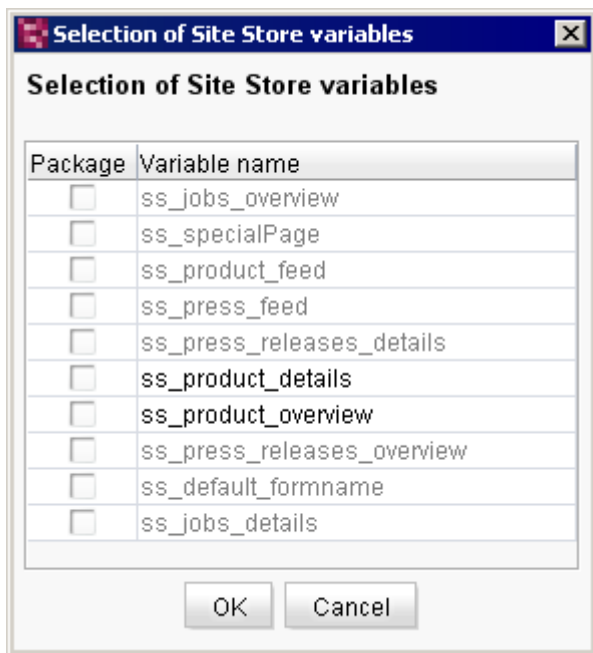 Selection of Site Store variables
Selection of Site Store variables
Package Variable name
ss_jobs_overview
ss_specialPage
ss_product_feed
ss_press_feed
ss_press_releases_details
ss_product_details
ss_product_overview
ss_press_releases_overview
ss_default_formname
ss_jobs_details
OK Cancel